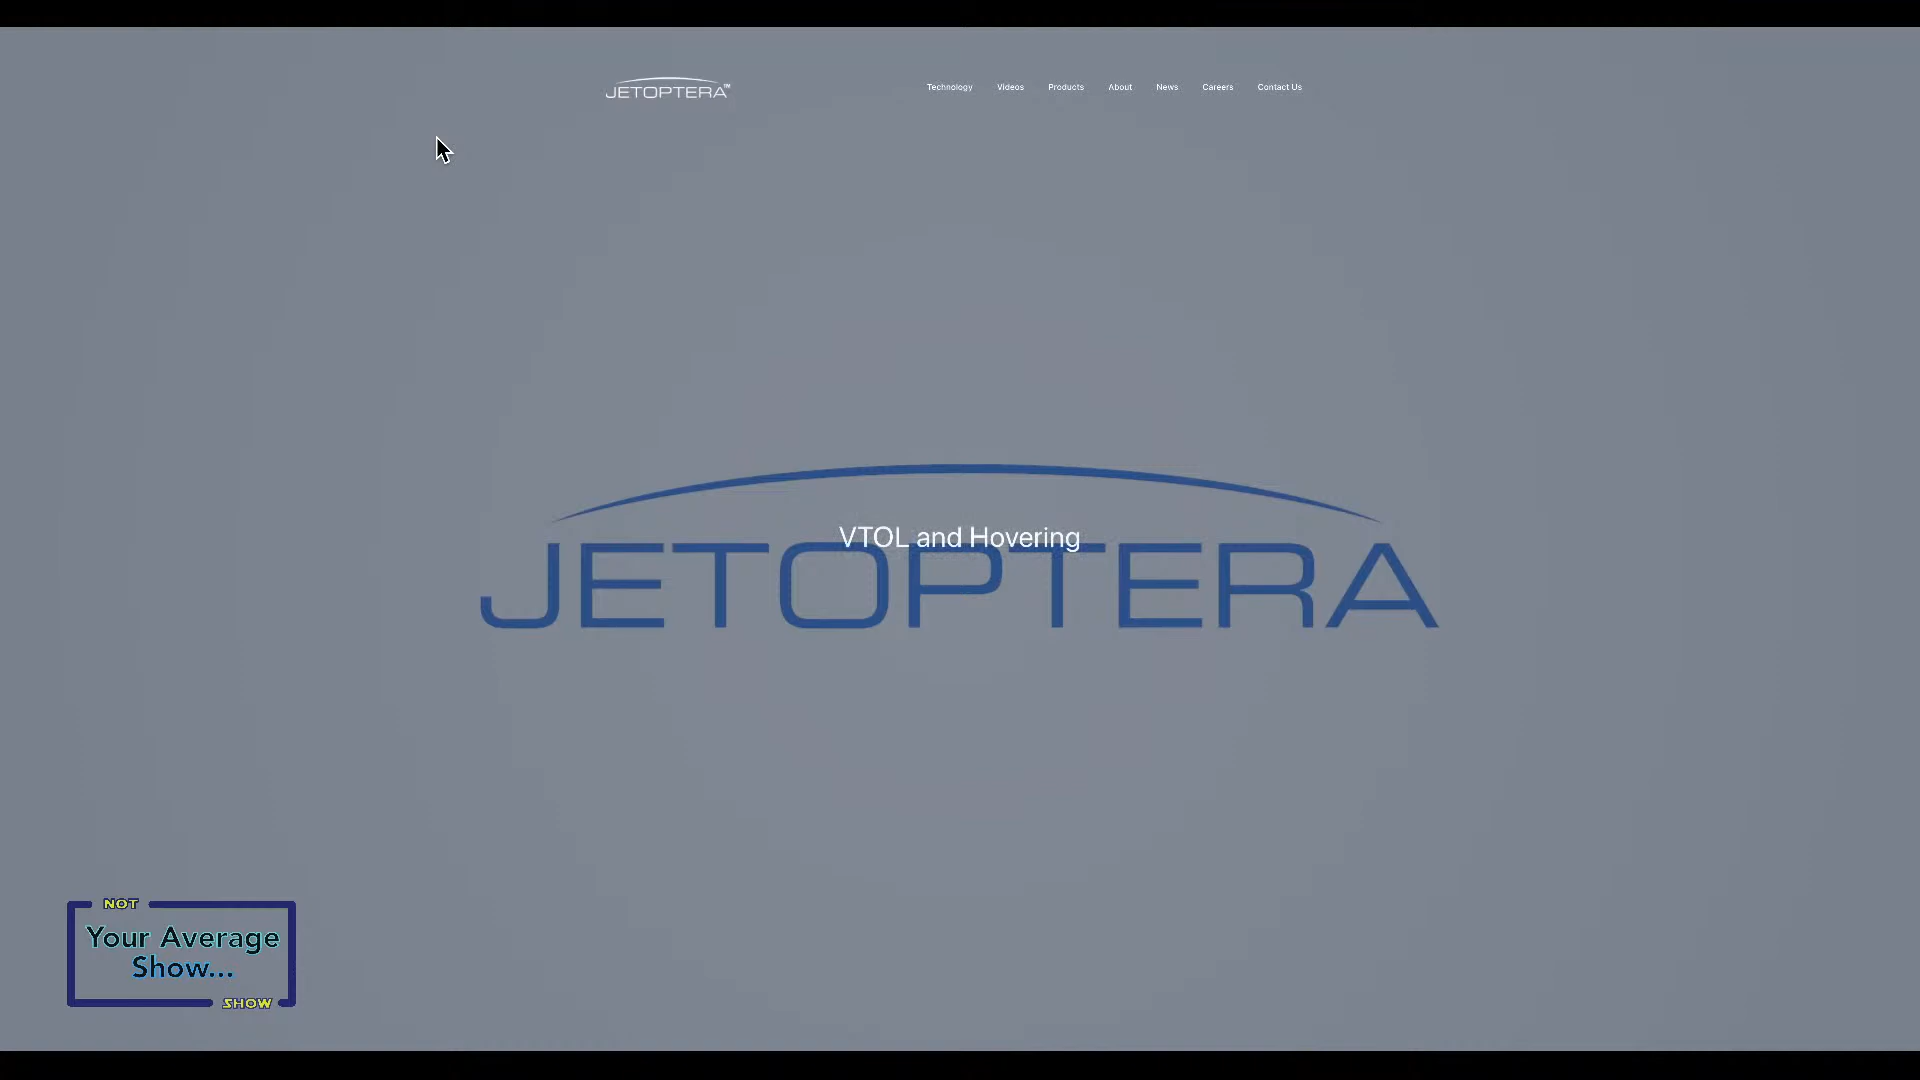 JETOPTERA™
Technology Videos Products About News Careers Contact Us
VTOL and Hovering
JETOPTERA
NOT
Your Average
Show...
SHOW